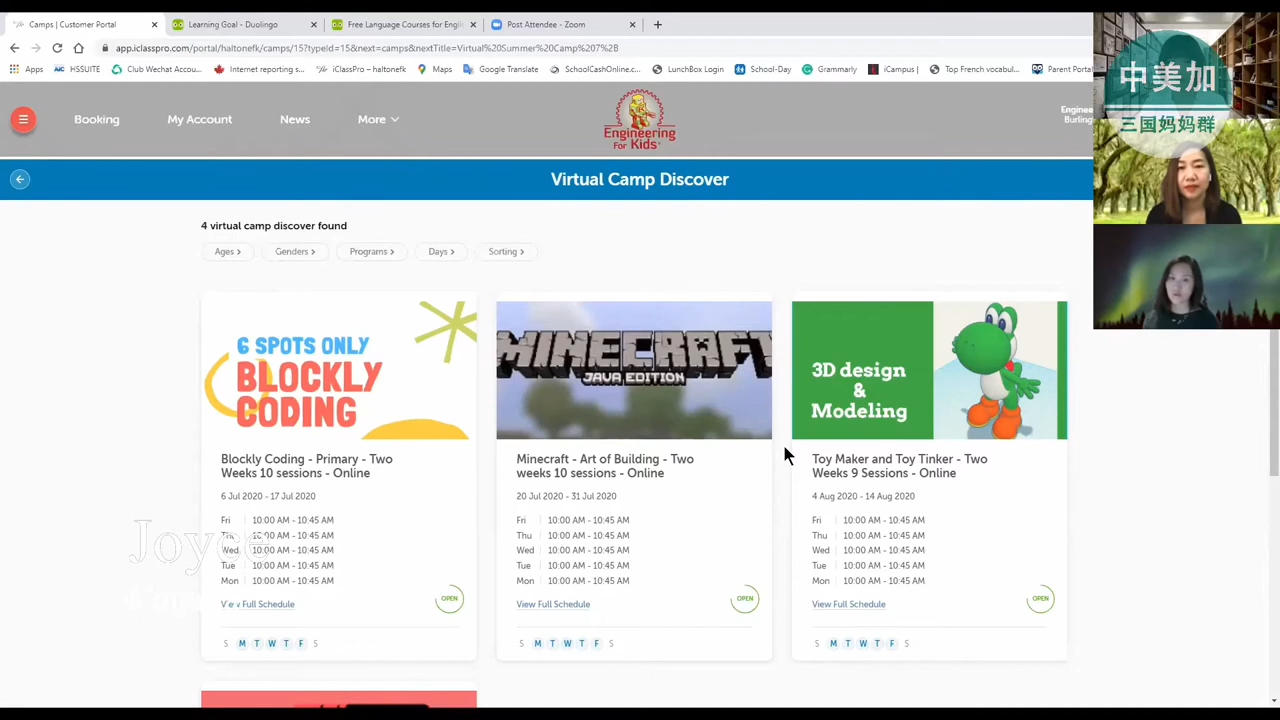 Camps | Customer Portal
Learning Goal - Duolingo
Free Language Courses for Engli
Post Attendee - Zoom
app.iclasspro.com/portal/haltonefk/camps/15?typeId=15&next=camps&nextTitle=Virtual%20Summer%20Camp%207%2B
Apps
HSSUITE
Club Wechat Accou...
Internet reporting s...
iClassPro – haltonefk
Maps
Google Translate
SchoolCashOnline.c...
LunchBox Login
School-Day
Grammarly
iCampus |
Top French vocabul...
Parent Portal
中美加
三国妈妈群
Booking
My Account
News
More
Engineering
For Kids
Engine
Burling
Virtual Camp Discover
4 virtual camp discover found
Ages
Genders
Programs
Days
Sorting
6 SPOTS ONLY
BLOCKLY
CODING
MINECRAFT
JAVA EDITION
3D design
&
Modeling
Blockly Coding - Primary - Two
Weeks 10 sessions - Online
6 Jul 2020 - 17 Jul 2020
Fri 10:00 AM - 10:45 AM
Thu 10:00 AM - 10:45 AM
Wed 10:00 AM - 10:45 AM
Tue 10:00 AM - 10:45 AM
Mon 10:00 AM - 10:45 AM
View Full Schedule
OPEN
S M T W T F S
Minecraft - Art of Building - Two
weeks 10 sessions - Online
20 Jul 2020 - 31 Jul 2020
Fri 10:00 AM - 10:45 AM
Thu 10:00 AM - 10:45 AM
Wed 10:00 AM - 10:45 AM
Tue 10:00 AM - 10:45 AM
Mon 10:00 AM - 10:45 AM
View Full Schedule
OPEN
S M T W T F S
Toy Maker and Toy Tinker - Two
Weeks 9 Sessions - Online
4 Aug 2020 - 14 Aug 2020
Fri 10:00 AM - 10:45 AM
Thu 10:00 AM - 10:45 AM
Wed 10:00 AM - 10:45 AM
Tue 10:00 AM - 10:45 AM
Mon 10:00 AM - 10:45 AM
View Full Schedule
OPEN
S M T W T F S
Joyce